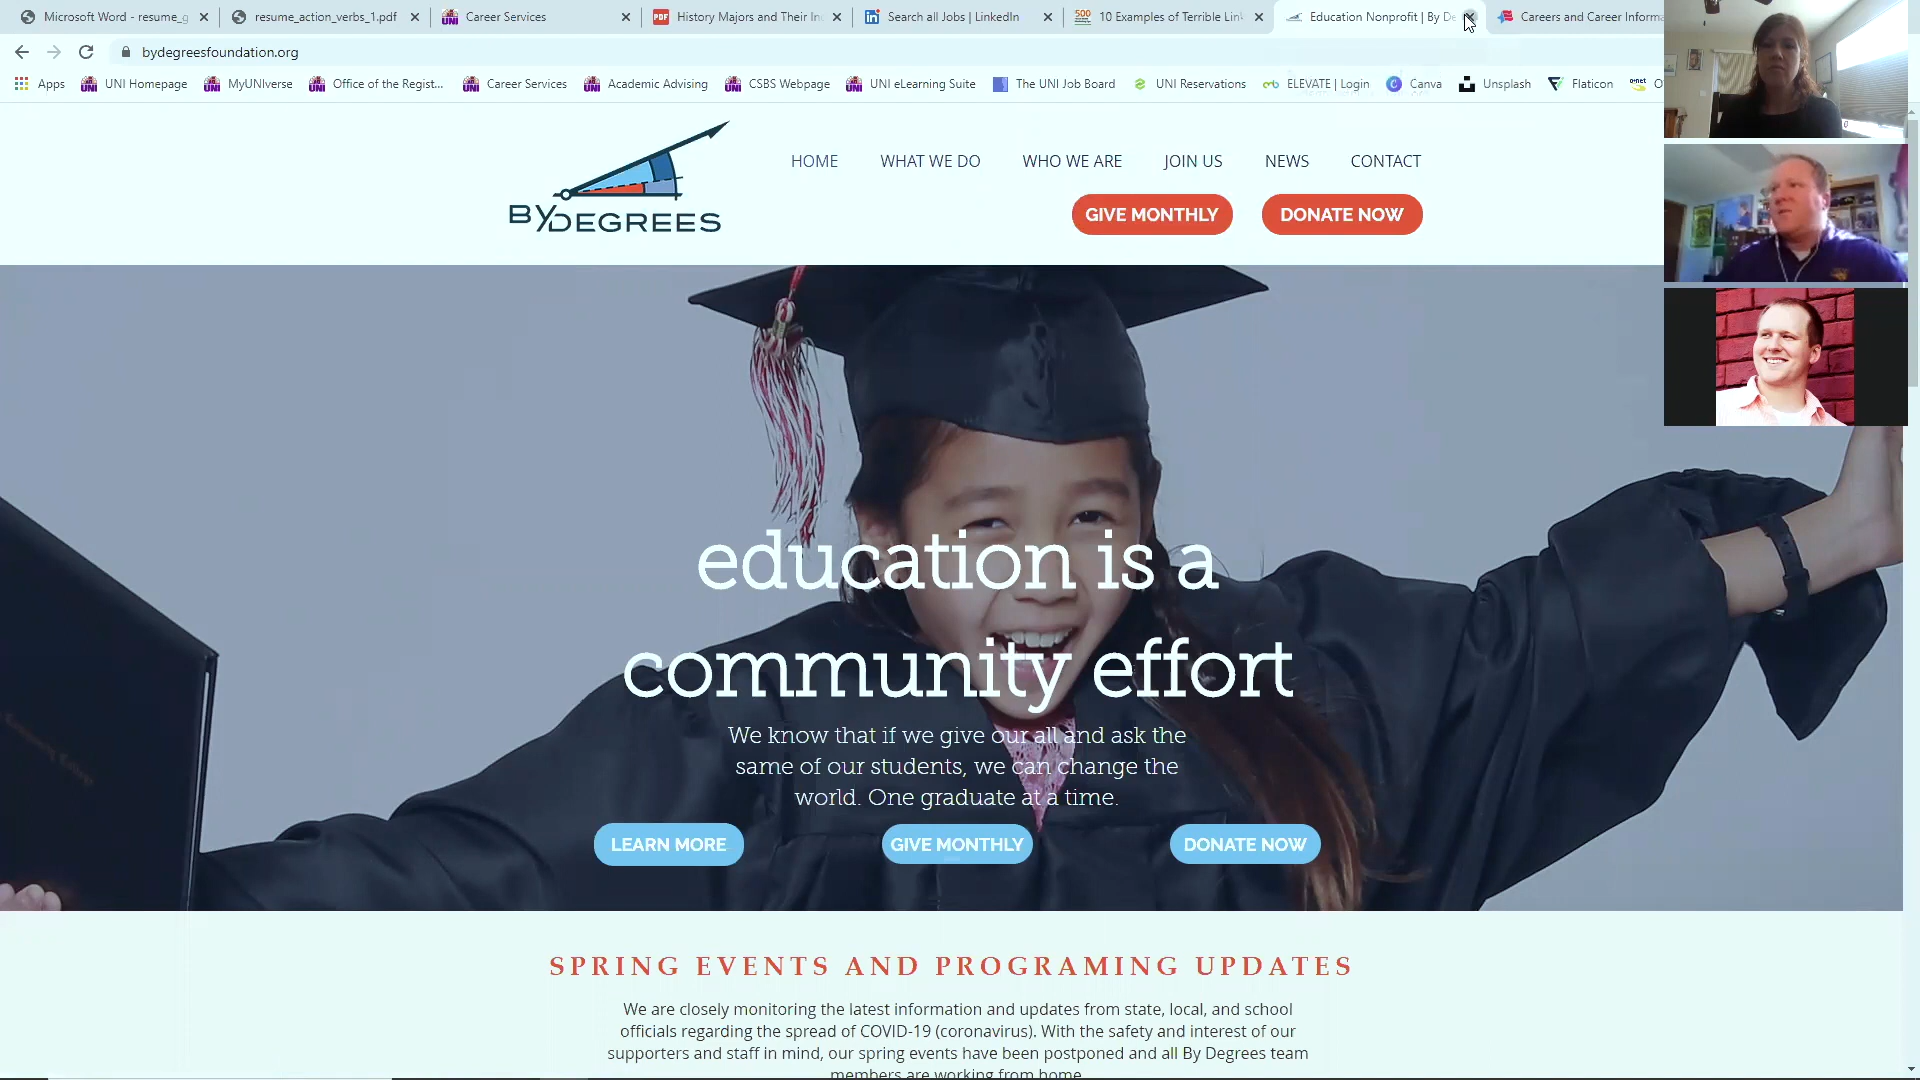 Microsoft Word - resume_g
resume_action_verbs_1.pdf
Career Services
History Majors and Their In
Search all Jobs | LinkedIn
10 Examples of Terrible Link
Education Nonprofit | By De
Careers and Career Informa
bydegreesfoundation.org
Apps
UNI Homepage
MyUNIverse
Office of the Regist...
Career Services
Academic Advising
CSBS Webpage
UNI eLearning Suite
The UNI Job Board
UNI Reservations
ELEVATE | Login
Canva
Unsplash
Flaticon
BY DEGREES
HOME
WHAT WE DO
WHO WE ARE
JOIN US
NEWS
CONTACT
GIVE MONTHLY
DONATE NOW
education is a
community effort
We know that if we give our all and ask the
same of our students, we can change the
world. One graduate at a time.
LEARN MORE
GIVE MONTHLY
DONATE NOW
SPRING EVENTS AND PROGRAMING UPDATES
We are closely monitoring the latest information and updates from state, local, and school
officials regarding the spread of COVID-19 (coronavirus). With the safety and interest of our
supporters and staff in mind, our spring events have been postponed and all By Degrees team
members are working from home.